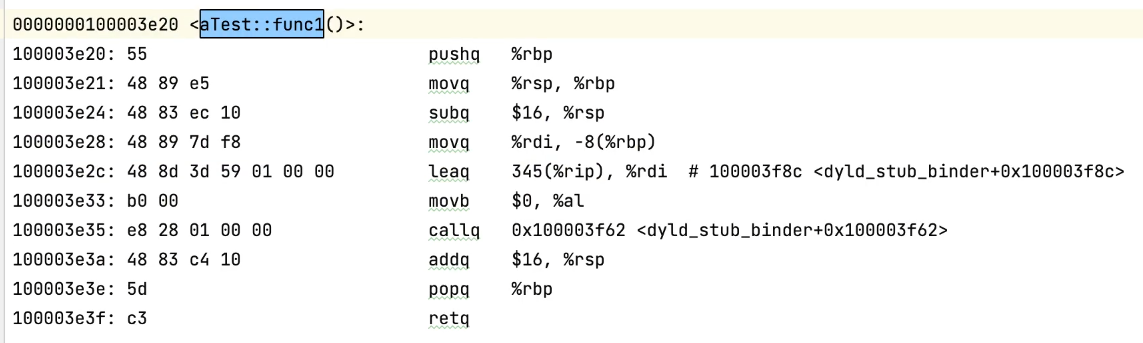 0000000100003e20 <aTest::func1()>:
100003e20: 55 pushq %rbp
100003e21: 48 89 e5 movq %rsp, %rbp
100003e24: 48 83 ec 10 subq $16, %rsp
100003e28: 48 89 7d f8 movq %rdi, -8(%rbp)
100003e2c: 48 8d 3d 59 01 00 00 leaq 345(%rip), %rdi # 100003f8c <dyld_stub_binder+0x100003f8c>
100003e33: b0 00 movb $0, %al
100003e35: e8 28 01 00 00 callq 0x100003f62 <dyld_stub_binder+0x100003f62>
100003e3a: 48 83 c4 10 addq $16, %rsp
100003e3e: 5d popq %rbp
100003e3f: c3 retq